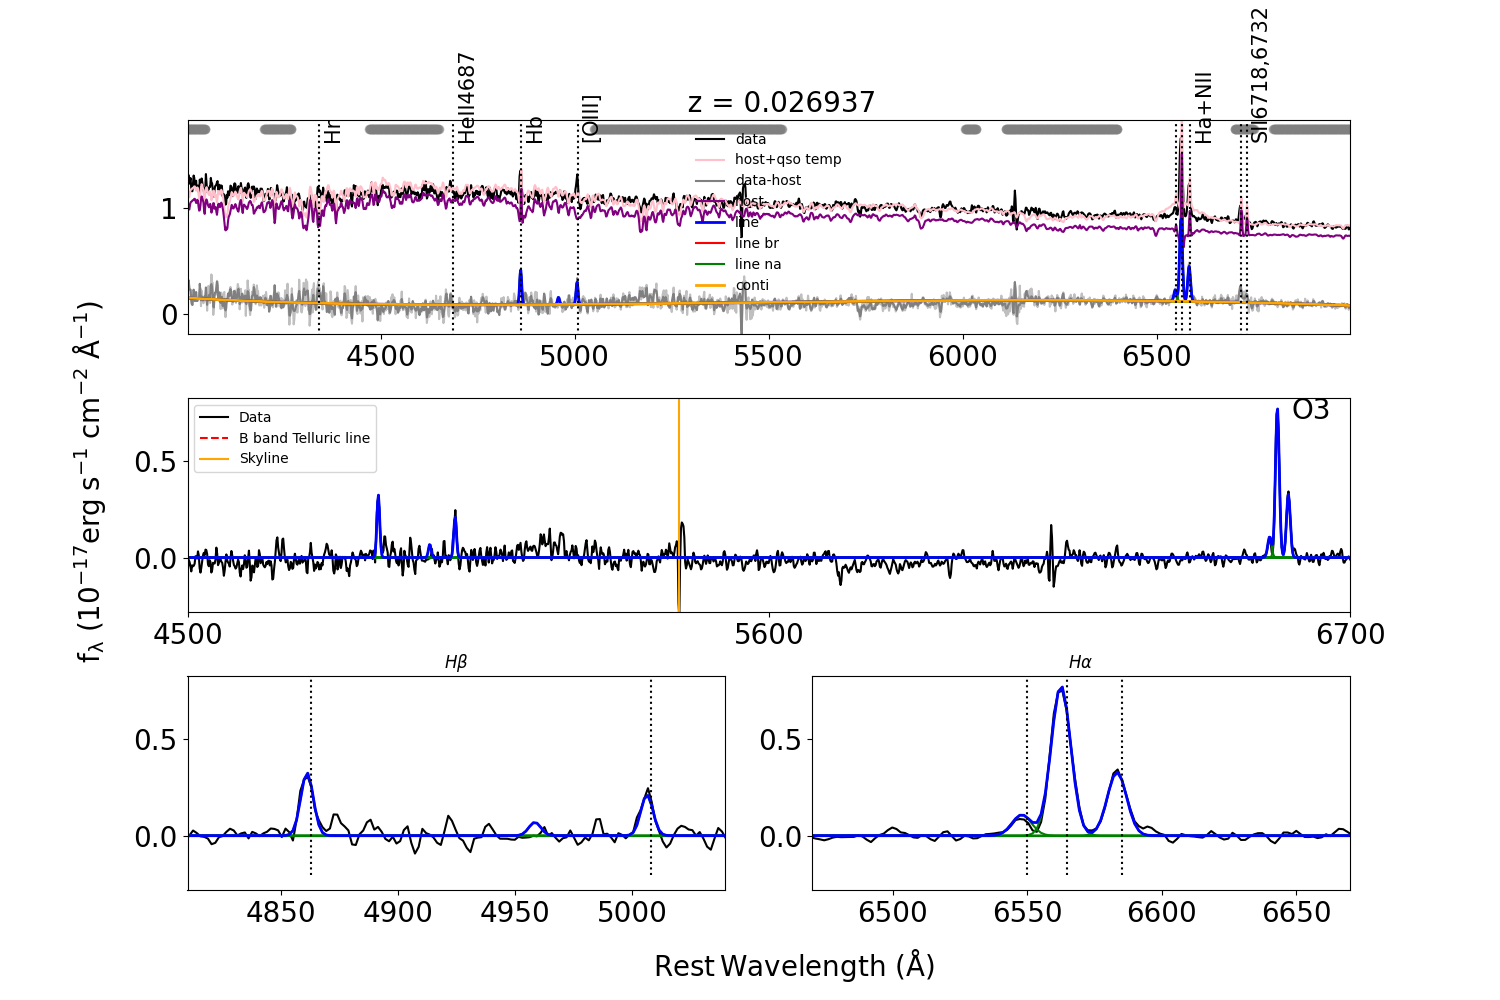 z = 0.026937
Hr
HeII4687
Hb
[OIII]
Ha+NII
SII6718,6732
data
host+qso temp
data-host
host
line
line br
line na
conti
1
0
4500 5000 5500 6000 6500
f_λ (10⁻¹⁷erg s⁻¹ cm⁻² Å⁻¹)
Data
B band Telluric line
Skyline
O3
0.5
0.0
4500 5600 6700
Hβ
0.5
0.0
4850 4900 4950 5000
Hα
0.5
0.0
6500 6550 6600 6650
Rest Wavelength (Å)